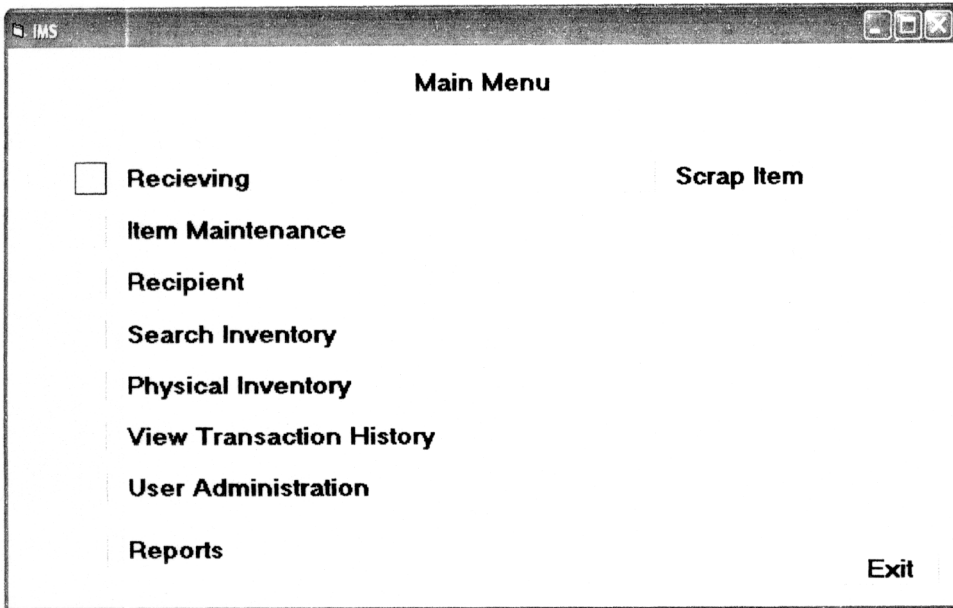 IMS
Main Menu
Recieving
Scrap Item
Item Maintenance
Recipient
Search Inventory
Physical Inventory
View Transaction History
User Administration
Reports
Exit